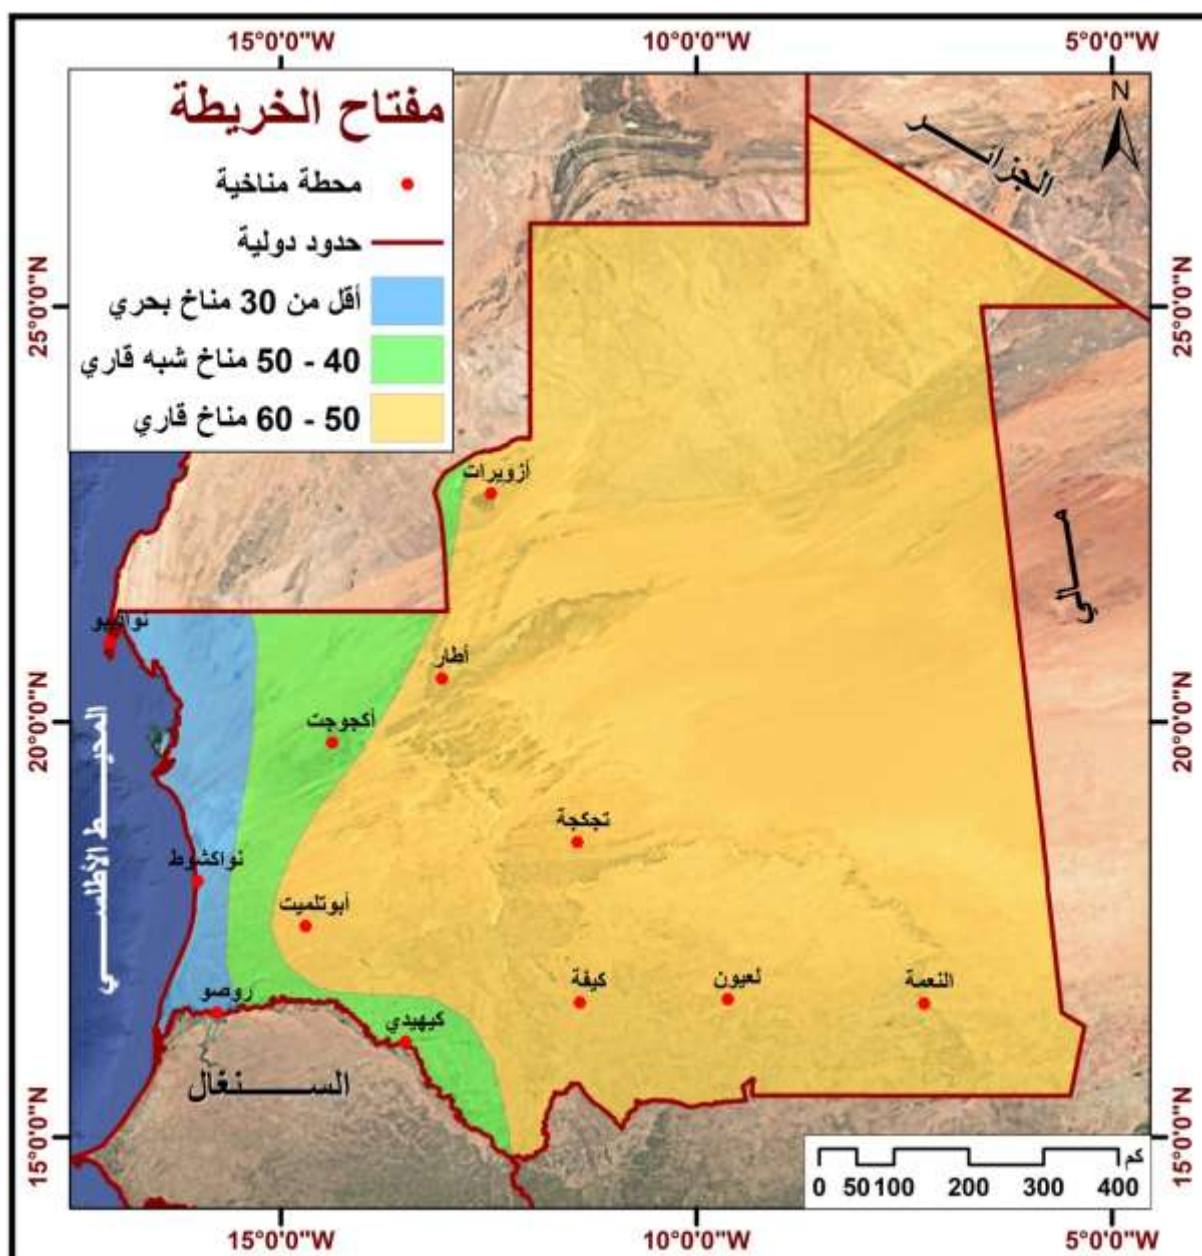 15°0'0"W 10°0'0"W 5°0'0"W
مفتاح الخريطة
محطة مناخية
حدود دولية
أقل من 30 مناخ بحري
40 - 50 مناخ شبه قاري
50 - 60 مناخ قاري
N
الجزائر
25°0'0"N 25°0'0"N
أزويرات
مالي
نواذيبو
أطار
أكجوجت
20°0'0"N 20°0'0"N
المحيط الأطلسي
تجكجة
نواكشوط
أبوتلميت
كيفة
لعيون
النعمة
روصو
كيهيدي
السنغال
15°0'0"N 15°0'0"N
كم
0 50 100 200 300 400
15°0'0"W 10°0'0"W 5°0'0"W